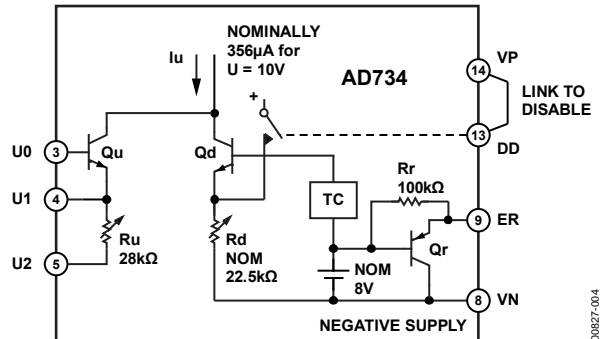 NOMINALLY
356µA for
U = 10V
Iu
AD734
VP
14
LINK TO
DISABLE
+
13
DD
U0
3
Qu
Qd
U1
4
TC
Rr
100kΩ
9
ER
Ru
28kΩ
Rd
NOM
22.5kΩ
Qr
U2
5
NOM
8V
8
VN
NEGATIVE SUPPLY
00827-004